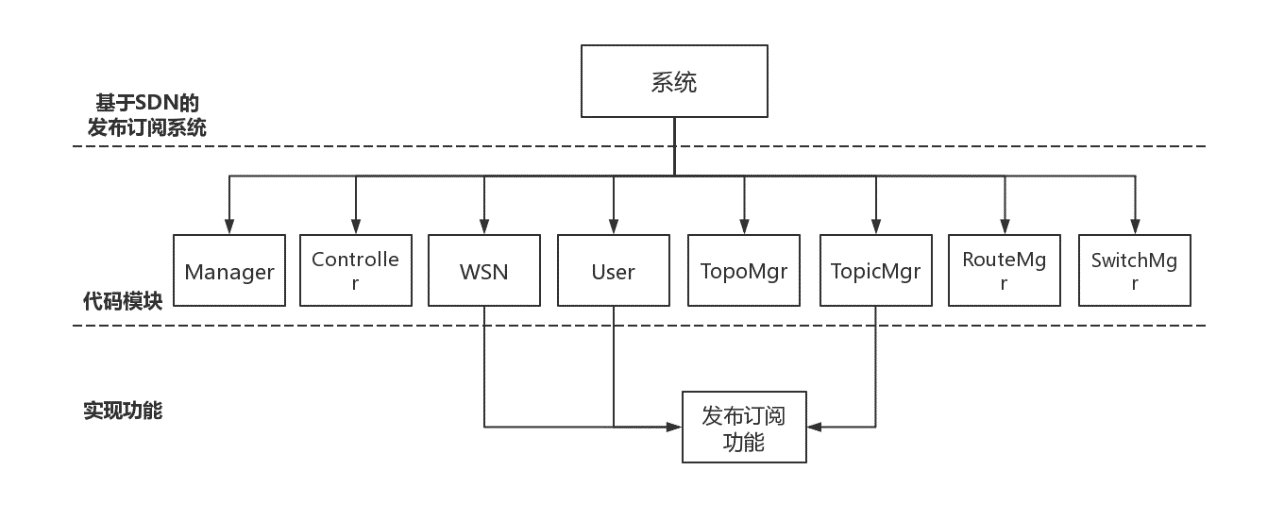 系统
基于SDN的
发布订阅系统
Manager
Controlle
r
WSN
User
TopoMgr
TopicMgr
RouteMg
r
SwitchMg
r
代码模块
实现功能
发布订阅
功能